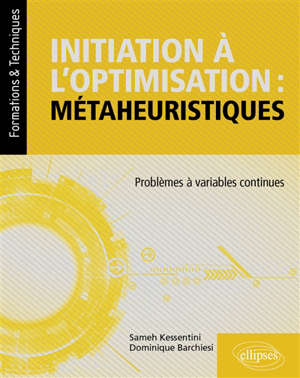 Formations & Techniques
INITIATION À
L'OPTIMISATION :
MÉTAHEURISTIQUES
Problèmes à variables continues
Sameh Kessentini
Dominique Barchiesi
ellipses